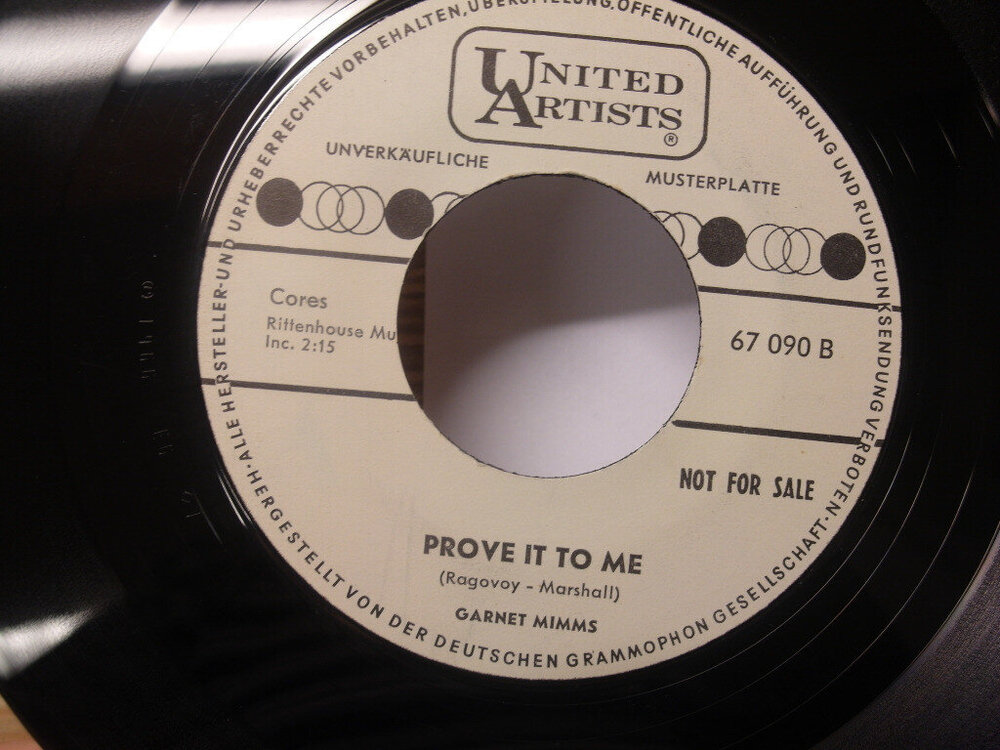 UNITED
ARTISTS ®
UNVERKÄUFLICHE MUSTERPLATTE
Cores
Rittenhouse Mu
Inc. 2:15
67 090 B
NOT FOR SALE
PROVE IT TO ME
(Ragovoy - Marshall)
GARNET MIMMS
ALLE HERSTELLER-UND URHEBERRECHTE VORBEHALTEN, ÜBERSPIELUNG, ÖFFENTLICHE AUFFÜHRUNG UND RUNDFUNKSENDUNG VERBOTEN · HERGESTELLT VON DER DEUTSCHEN GRAMMOPHON GESELLSCHAFT ·